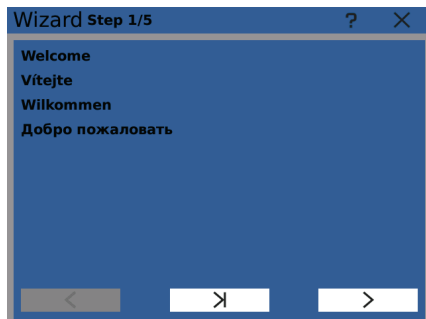 Wizard Step 1/5 ?
Welcome
Vítejte
Wilkommen
Добро пожаловать